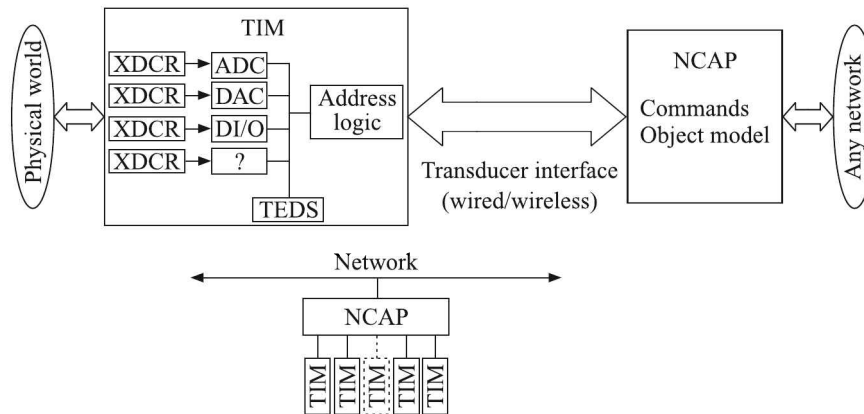 TIM
XDCR
ADC
XDCR
DAC
XDCR
DI/O
XDCR
?
Address
logic
TEDS
Physical world
Transducer interface
(wired/wireless)
NCAP
Commands
Object model
Any network
Network
NCAP
TIM
TIM
TIM
TIM
TIM